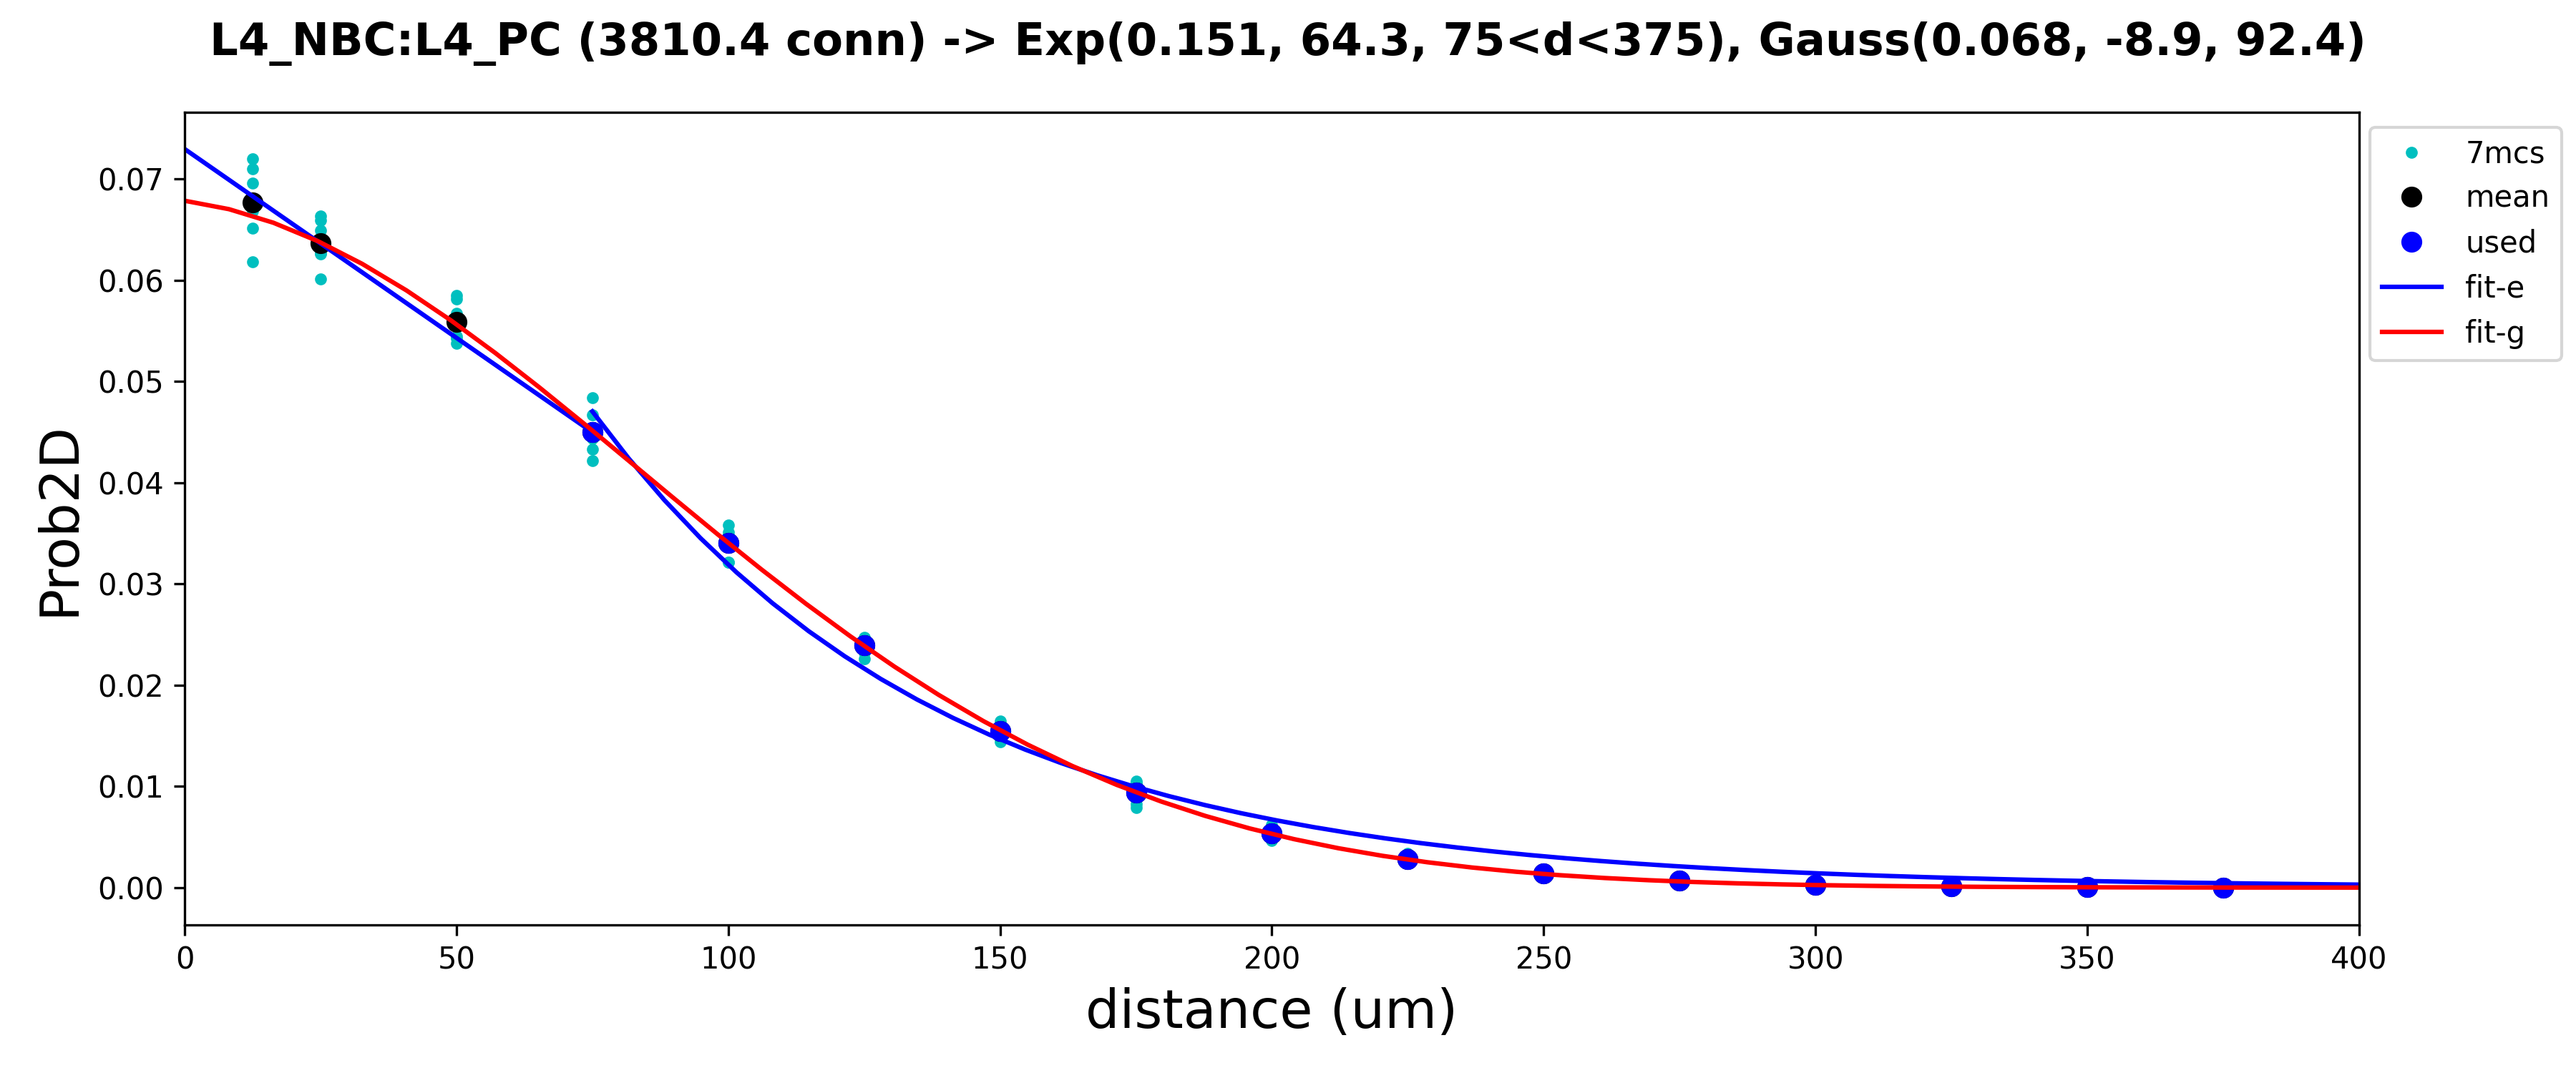 L4_NBC:L4_PC (3810.4 conn) -> Exp(0.151, 64.3, 75<d<375), Gauss(0.068, -8.9, 92.4)
Prob2D
0.07
0.06
0.05
0.04
0.03
0.02
0.01
0.00
0 50 100 150 200 250 300 350 400
distance (um)
7mcs
mean
used
fit-e
fit-g